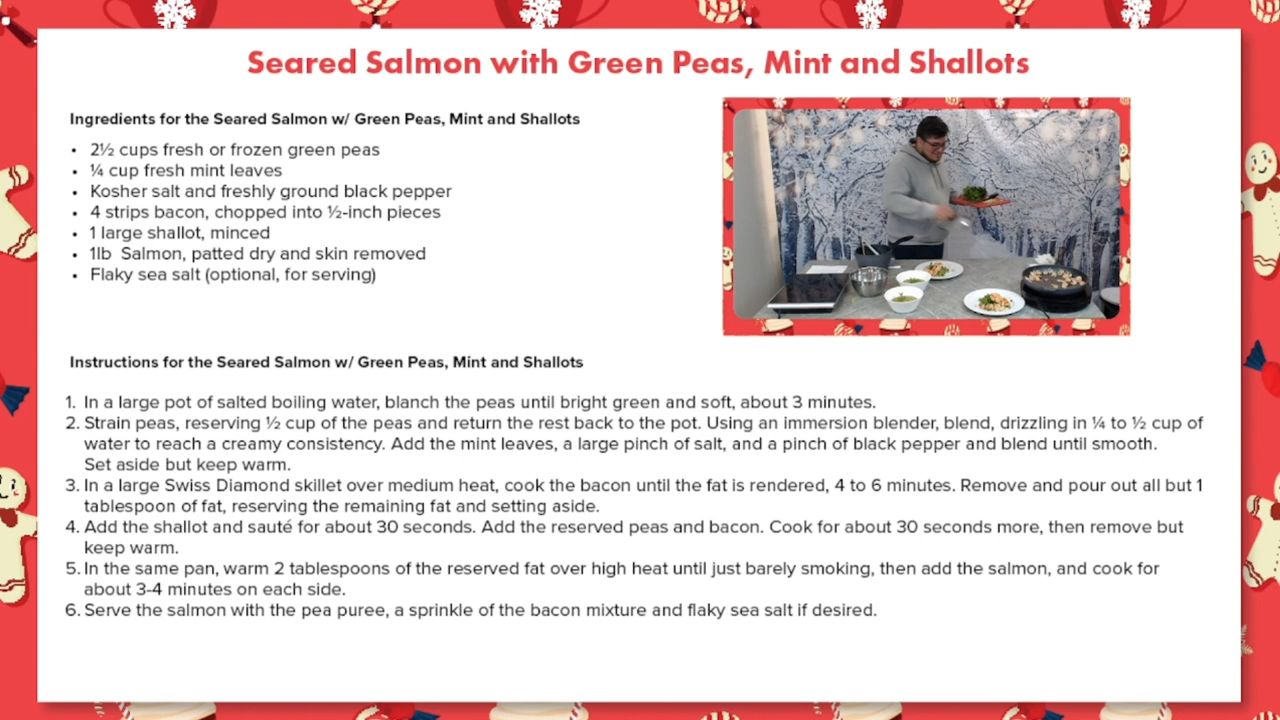 Seared Salmon with Green Peas, Mint and Shallots
Ingredients for the Seared Salmon w/ Green Peas, Mint and Shallots
• 2½ cups fresh or frozen green peas
• ¼ cup fresh mint leaves
• Kosher salt and freshly ground black pepper
• 4 strips bacon, chopped into ½-inch pieces
• 1 large shallot, minced
• 1lb  Salmon, patted dry and skin removed
• Flaky sea salt (optional, for serving)
Instructions for the Seared Salmon w/ Green Peas, Mint and Shallots
1. In a large pot of salted boiling water, blanch the peas until bright green and soft, about 3 minutes.
2. Strain peas, reserving ½ cup of the peas and return the rest back to the pot. Using an immersion blender, blend, drizzling in ¼ to ½ cup of
water to reach a creamy consistency. Add the mint leaves, a large pinch of salt, and a pinch of black pepper and blend until smooth.
Set aside but keep warm.
3. In a large Swiss Diamond skillet over medium heat, cook the bacon until the fat is rendered, 4 to 6 minutes. Remove and pour out all but 1
tablespoon of fat, reserving the remaining fat and setting aside.
4. Add the shallot and sauté for about 30 seconds. Add the reserved peas and bacon. Cook for about 30 seconds more, then remove but
keep warm.
5. In the same pan, warm 2 tablespoons of the reserved fat over high heat until just barely smoking, then add the salmon, and cook for
about 3-4 minutes on each side.
6. Serve the salmon with the pea puree, a sprinkle of the bacon mixture and flaky sea salt if desired.